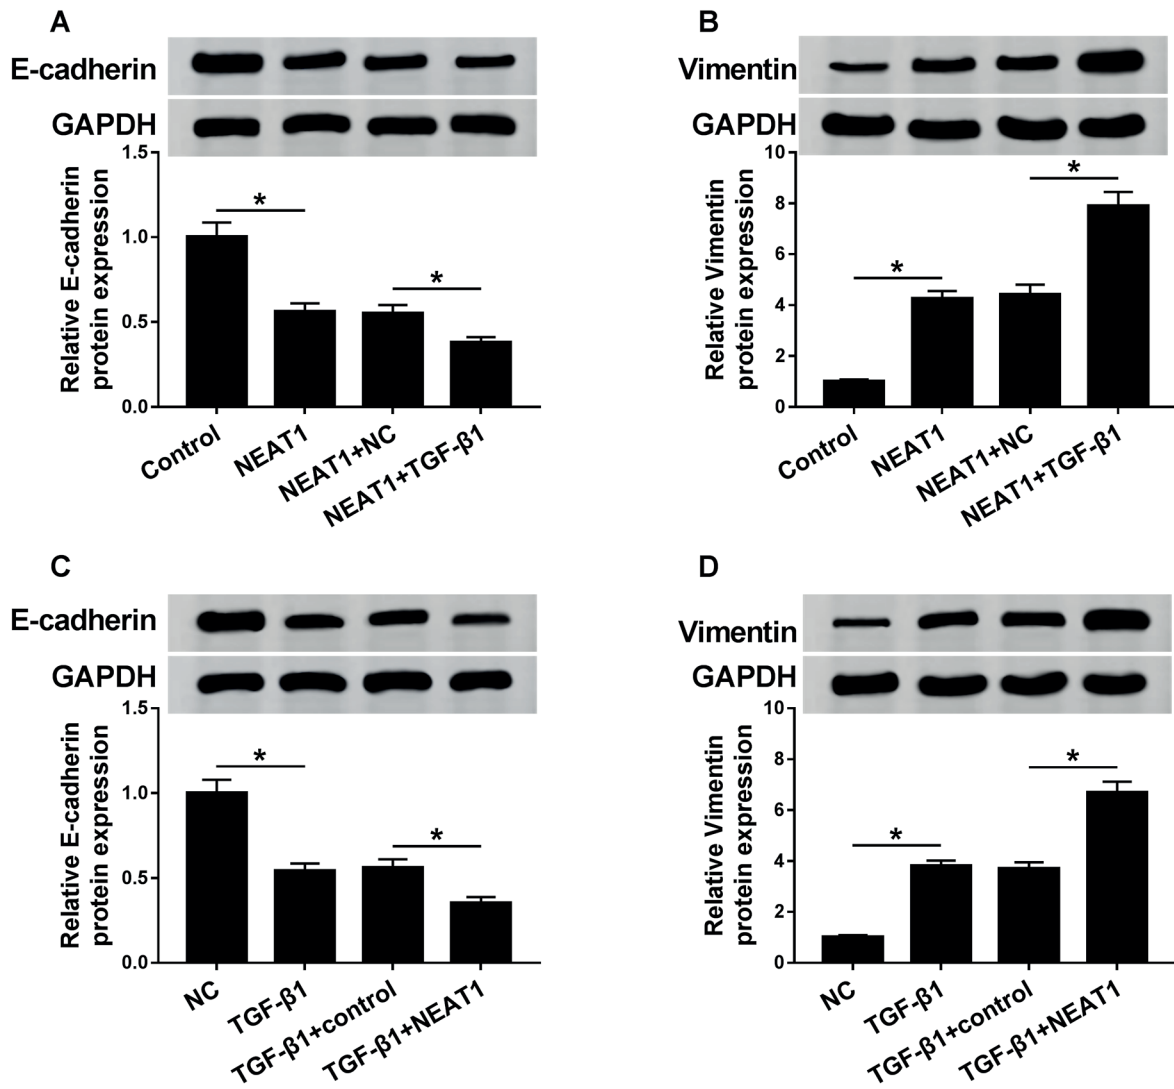 A
E-cadherin
GAPDH
Relative E-cadherin
protein expression
1.5
1.0
0.5
0.0
*
*
Control
NEAT1
NEAT1+NC
NEAT1+TGF-β1
B
Vimentin
GAPDH
Relative Vimentin
protein expression
10
8
6
4
2
0
*
*
Control
NEAT1
NEAT1+NC
NEAT1+TGF-β1
C
E-cadherin
GAPDH
Relative E-cadherin
protein expression
1.5
1.0
0.5
0.0
*
*
NC
TGF-β1
TGF-β1+control
TGF-β1+NEAT1
D
Vimentin
GAPDH
Relative Vimentin
protein expression
10
8
6
4
2
0
*
*
NC
TGF-β1
TGF-β1+control
TGF-β1+NEAT1